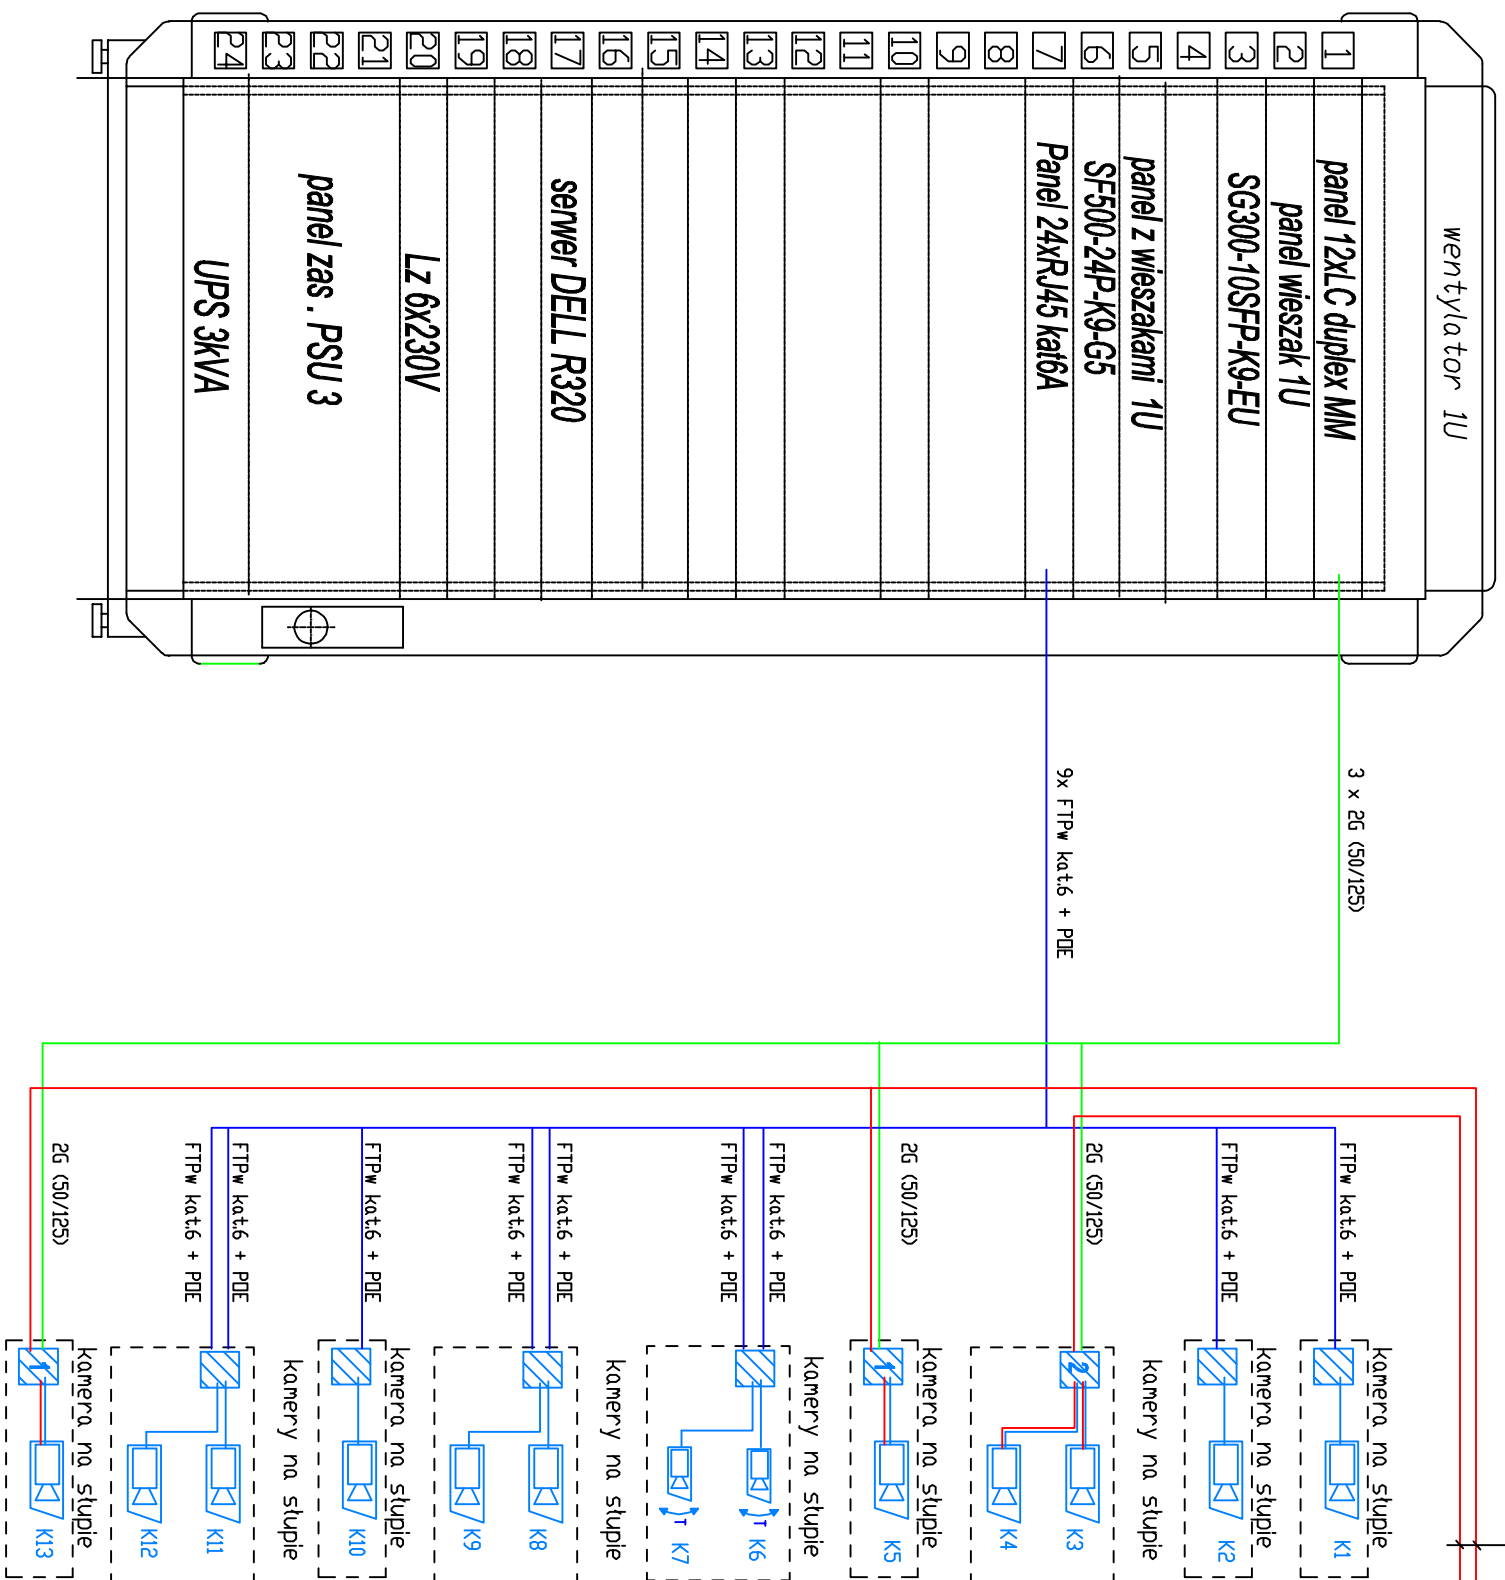 wentylator 1U
1
2
3
4
5
6
7
8
9
10
11
12
13
14
15
16
17
18
19
20
21
22
23
24
panel 12xLC duplex MM
panel wieszak 1U
SG300-10SFP-K9-EU
panel z wieszakami 1U
SF500-24P-K9-G5
Panel 24xRJ45 kat6A
serwer DELL R320
Lz 6x230V
panel zas. PSU 3
UPS 3kVA
3 x 2G (50/125)
9x FTPw kat.6 + POE
FTPw kat.6 + POE
FTPw kat.6 + POE
2G (50/125)
2G (50/125)
FTPw kat.6 + POE
FTPw kat.6 + POE
FTPw kat.6 + POE
FTPw kat.6 + POE
FTPw kat.6 + POE
FTPw kat.6 + POE
FTPw kat.6 + POE
2G (50/125)
kamera na słupie
K1
kamera na słupie
K2
kamery na słupie
2
K3
K4
kamera na słupie
1
K5
kamery na słupie
T K6
T K7
kamery na słupie
K8
K9
kamera na słupie
K10
kamery na słupie
K11
K12
kamera na słupie
1
K13